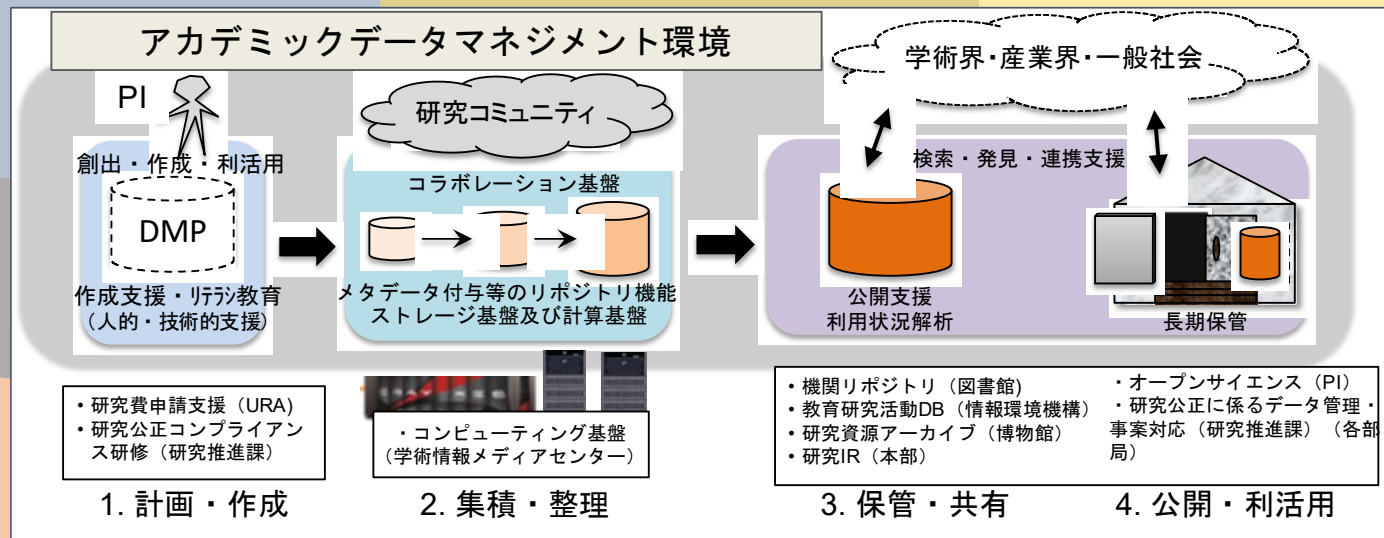 アカデミックデータマネジメント環境
学術界・産業界・一般社会
PI
研究コミュニティ
創出・作成・利活用
DMP
作成支援・リテラシ教育
（人的・技術的支援）
コラボレーション基盤
メタデータ付与等のリポジトリ機能
ストレージ基盤及び計算基盤
検索・発見・連携支援
公開支援
利用状況解析
長期保管
・研究費申請支援（URA)
・研究公正コンプライアン
ス研修（研究推進課）
・コンピューティング基盤
（学術情報メディアセンター）
・機関リポジトリ（図書館)
・教育研究活動DB（情報環境機構）
・研究資源アーカイブ（博物館）
・研究IR（本部）
・オープンサイエンス（PI）
・研究公正に係るデータ管理・
事案対応（研究推進課）（各部
局）
1. 計画・作成
2. 集積・整理
3. 保管・共有
4. 公開・利活用